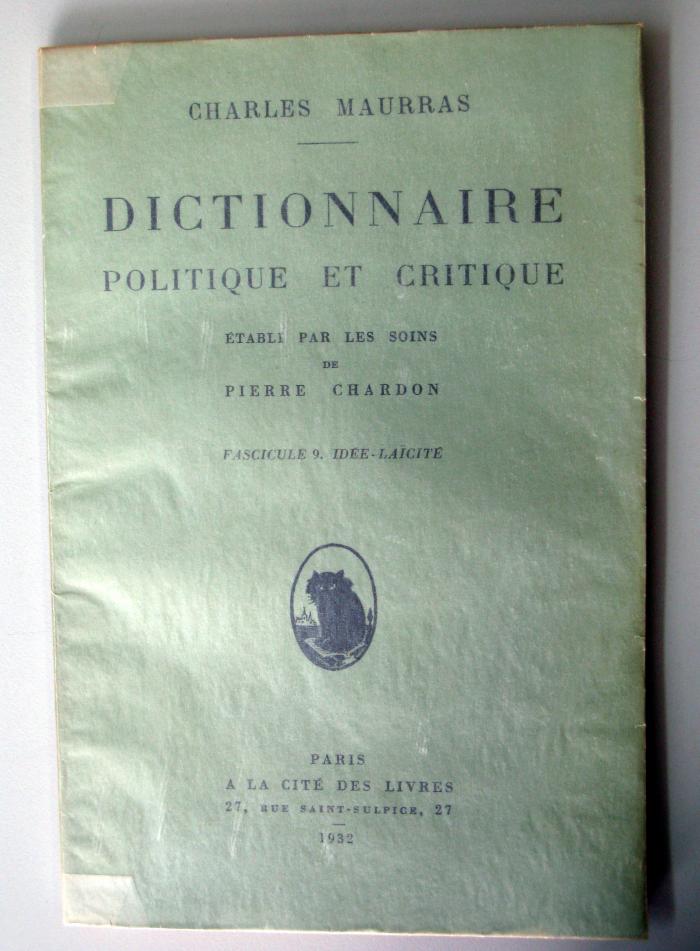 CHARLES MAURRAS
DICTIONNAIRE
POLITIQUE ET CRITIQUE
ÉTABLI PAR LES SOINS
DE
PIERRE CHARDON
FASCICULE 9. IDÉE-LAÏCITÉ
PARIS
A LA CITÉ DES LIVRES
27, RUE SAINT-SULPICE, 27
1932